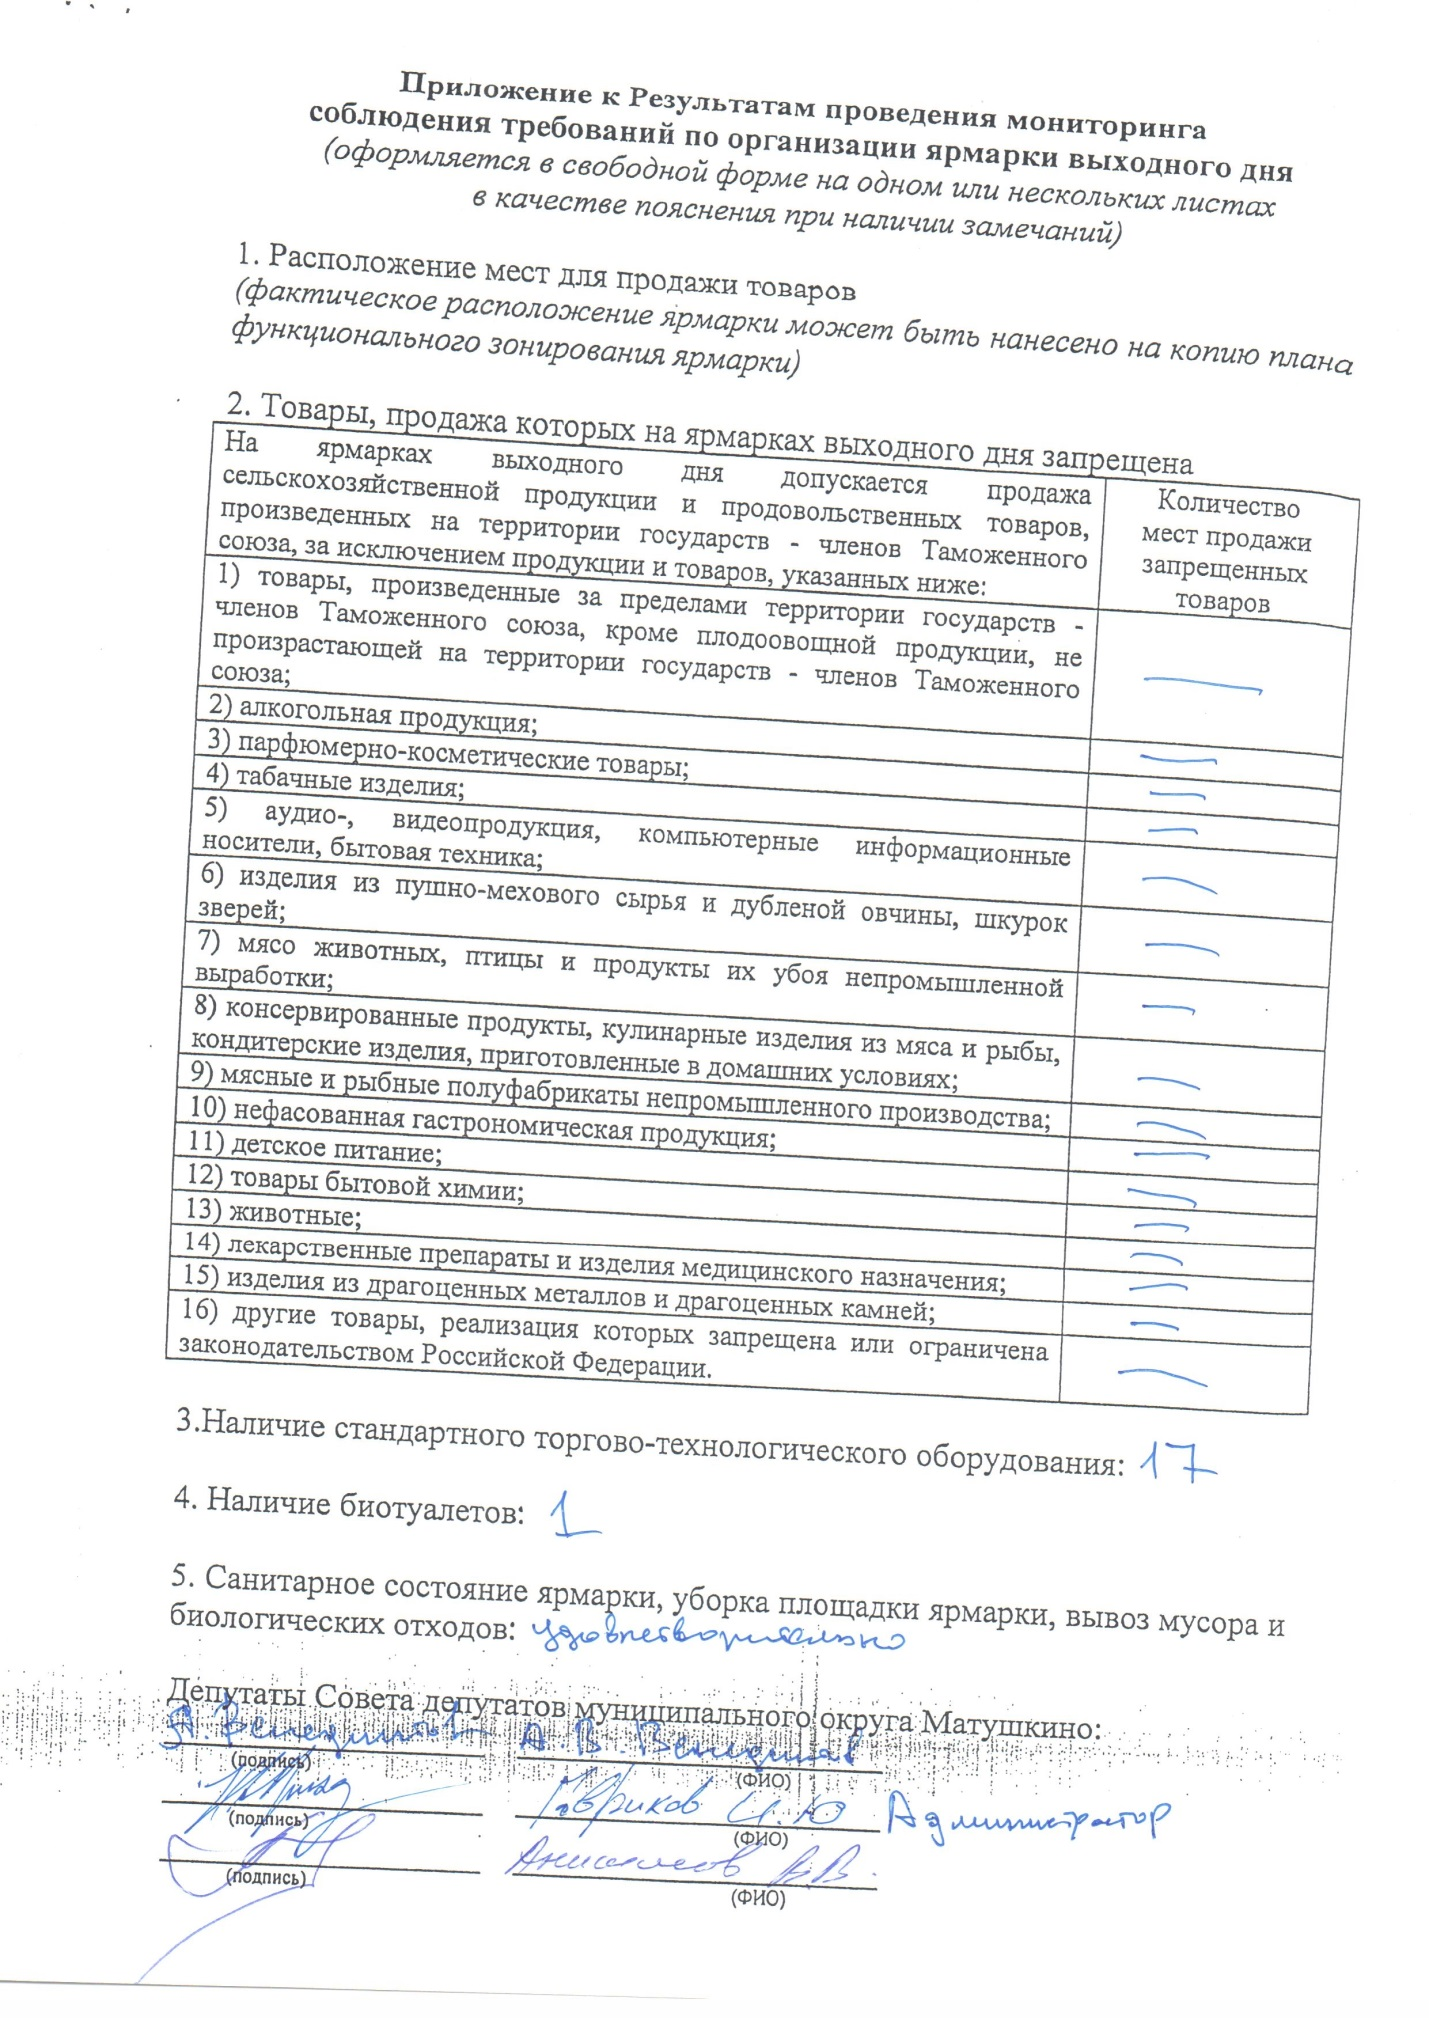 Приложение к Результатам проведения мониторинга
соблюдения требований по организации ярмарки выходного дня
(оформляется в свободной форме на одном или нескольких листах
в качестве пояснения при наличии замечаний)
1. Расположение мест для продажи товаров
(фактическое расположение ярмарки может быть нанесено на копию плана
функционального зонирования ярмарки)
2. Товары, продажа которых на ярмарках выходного дня запрещена
На ярмарках выходного дня допускается продажа
сельскохозяйственной продукции и продовольственных товаров,
произведенных на территории государств - членов Таможенного
союза, за исключением продукции и товаров, указанных ниже:
Количество
мест продажи
запрещенных
товаров
1) товары, произведенные за пределами территории государств -
членов Таможенного союза, кроме плодоовощной продукции, не
произрастающей на территории государств - членов Таможенного
союза;
—
2) алкогольная продукция;
—
3) парфюмерно-косметические товары;
—
4) табачные изделия;
—
5) аудио-, видеопродукция, компьютерные информационные
носители, бытовая техника;
—
6) изделия из пушно-мехового сырья и дубленой овчины, шкурок
зверей;
—
7) мясо животных, птицы и продукты их убоя непромышленной
выработки;
—
8) консервированные продукты, кулинарные изделия из мяса и рыбы,
кондитерские изделия, приготовленные в домашних условиях;
—
9) мясные и рыбные полуфабрикаты непромышленного производства;
—
10) нефасованная гастрономическая продукция;
—
11) детское питание;
—
12) товары бытовой химии;
—
13) животные;
—
14) лекарственные препараты и изделия медицинского назначения;
—
15) изделия из драгоценных металлов и драгоценных камней;
—
16) другие товары, реализация которых запрещена или ограничена
законодательством Российской Федерации.
—
3.Наличие стандартного торгово-технологического оборудования: 17
4. Наличие биотуалетов: 1
5. Санитарное состояние ярмарки, уборка площадки ярмарки, вывоз мусора и
биологических отходов: удовлетворительно
Депутаты Совета депутатов муниципального округа Матушкино:
А. В.
(подпись) (ФИО)
Гавриков И.Ю Администратор
(подпись) (ФИО)
Анисимов В.В.
(подпись) (ФИО)